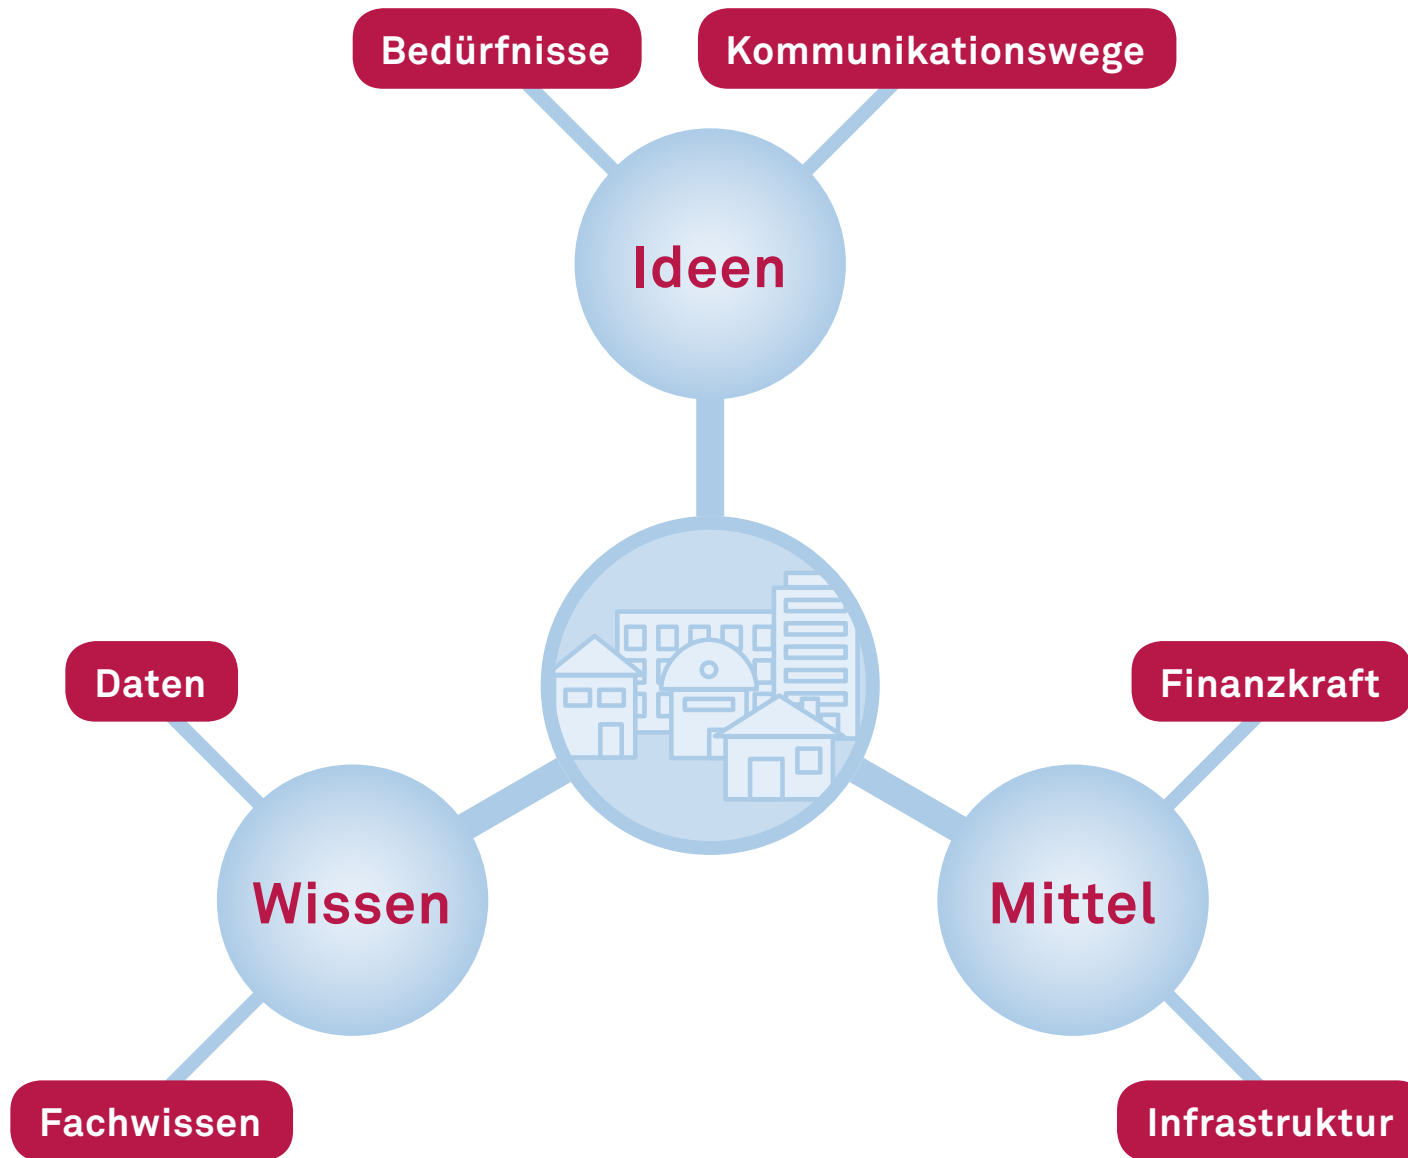 Bedürfnisse
Kommunikationswege
Ideen
Daten
Finanzkraft
Wissen
Mittel
Fachwissen
Infrastruktur